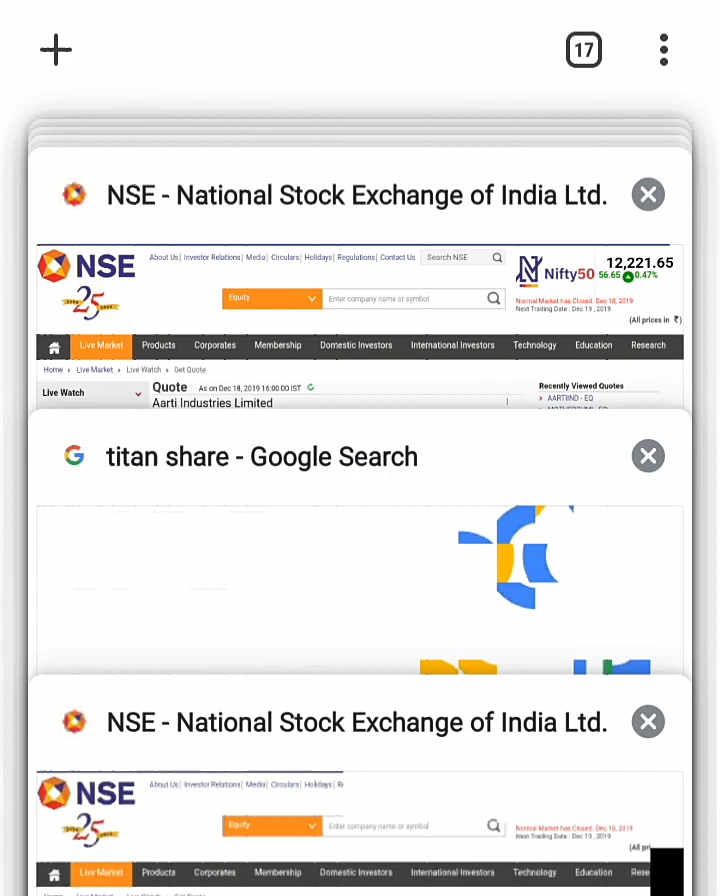 17
NSE - National Stock Exchange of India Ltd.
About Us| Investor Relations| Media| Circulars| Holidays| Regulations| Contact Us
Search NSE
NSE
25
Equity
Enter company name or symbol
Nifty50
12,221.65
56.65 0.47%
Normal Market has Closed. Dec 18, 2019
Next Trading Date : Dec 19, 2019
(All prices in ₹)
Live Market Products Corporates Membership Domestic Investors International Investors Technology Education Research
Home › Live Market › Live Watch › Get Quote
Live Watch
Quote As on Dec 18, 2019 16:00:00 IST
Aarti Industries Limited
Recently Viewed Quotes
AARTIIND - EQ
titan share - Google Search
NSE - National Stock Exchange of India Ltd.
About Us| Investor Relations| Media| Circulars| Holidays|
NSE
25
Equity
Enter company name or symbol
Normal Market has Closed. Dec 18, 2019
Next Trading Date : Dec 19, 2019
(All pri
Live Market Products Corporates Membership Domestic Investors International Investors Technology Education Rese